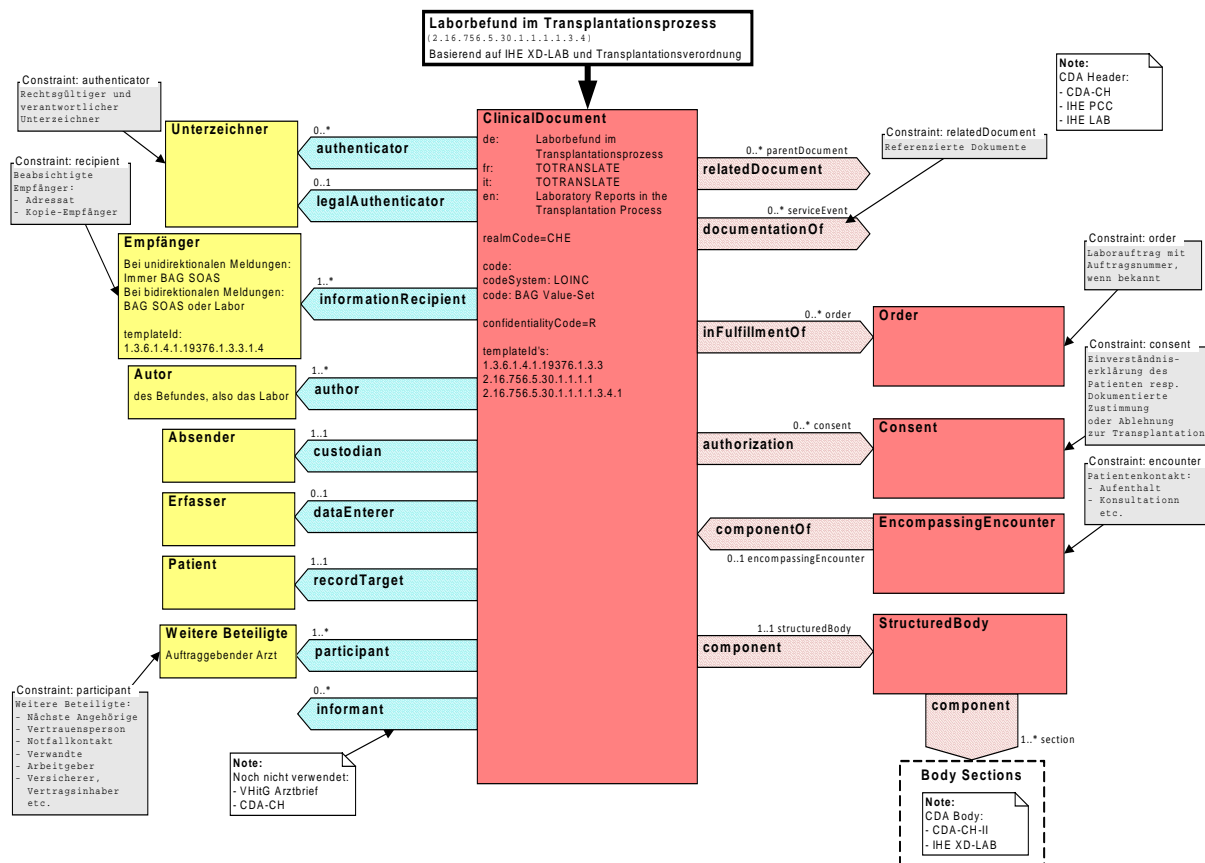 Laborbefund im Transplantationsprozess
(2.16.756.5.30.1.1.1.1.3.4)
Basierend auf IHE XD-LAB und Transplantationsverordnung
Note:
CDA Header:
- CDA-CH
- IHE PCC
- IHE LAB
Constraint: authenticator
Rechtsgültiger und
verantwortlicher
Unterzeichner
Constraint: recipient
Beabsichtigte
Empfänger:
- Adressat
- Kopie-Empfänger
Unterzeichner
0..*
authenticator
0..1
legalAuthenticator
Empfänger
Bei unidirektionalen Meldungen:
Immer BAG SOAS
Bei bidirektionalen Meldungen:
BAG SOAS oder Labor
templateId:
1.3.6.1.4.1.19376.1.3.3.1.4
1..*
informationRecipient
Autor
des Befundes, also das Labor
1..*
author
Absender
1..1
custodian
Erfasser
0..1
dataEnterer
Patient
1..1
recordTarget
Weitere Beteiligte
Auftraggebender Arzt
1..*
participant
0..*
informant
Constraint: participant
Weitere Beteiligte:
- Nächste Angehörige
- Vertrauensperson
- Notfallkontakt
- Verwandte
- Arbeitgeber
- Versicherer,
Vertragsinhaber
etc.
Note:
Noch nicht verwendet:
- VHitG Arztbrief
- CDA-CH
ClinicalDocument
de: Laborbefund im
Transplantationsprozess
fr: TOTRANSLATE
it: TOTRANSLATE
en: Laboratory Reports in the
Transplantation Process
realmCode=CHE
code:
codeSystem: LOINC
code: BAG Value-Set
confidentialityCode=R
templateId's:
1.3.6.1.4.1.19376.1.3.3
2.16.756.5.30.1.1.1.1
2.16.756.5.30.1.1.1.1.3.4.1
Constraint: relatedDocument
Referenzierte Dokumente
0..* parentDocument
relatedDocument
0..* serviceEvent
documentationOf
0..* order
inFulfillmentOf
Order
Constraint: order
Laborauftrag mit
Auftragsnummer,
wenn bekannt
0..* consent
authorization
Consent
Constraint: consent
Einverständnis-
erklärung des
Patienten resp.
Dokumentierte
Zustimmung
oder Ablehnung
zur Transplantation
componentOf
0..1 encompassingEncounter
EncompassingEncounter
Constraint: encounter
Patientenkontakt:
- Aufenthalt
- Konsultationn
etc.
1..1 structuredBody
component
StructuredBody
component
1..* section
Body Sections
Note:
CDA Body:
- CDA-CH-II
- IHE XD-LAB